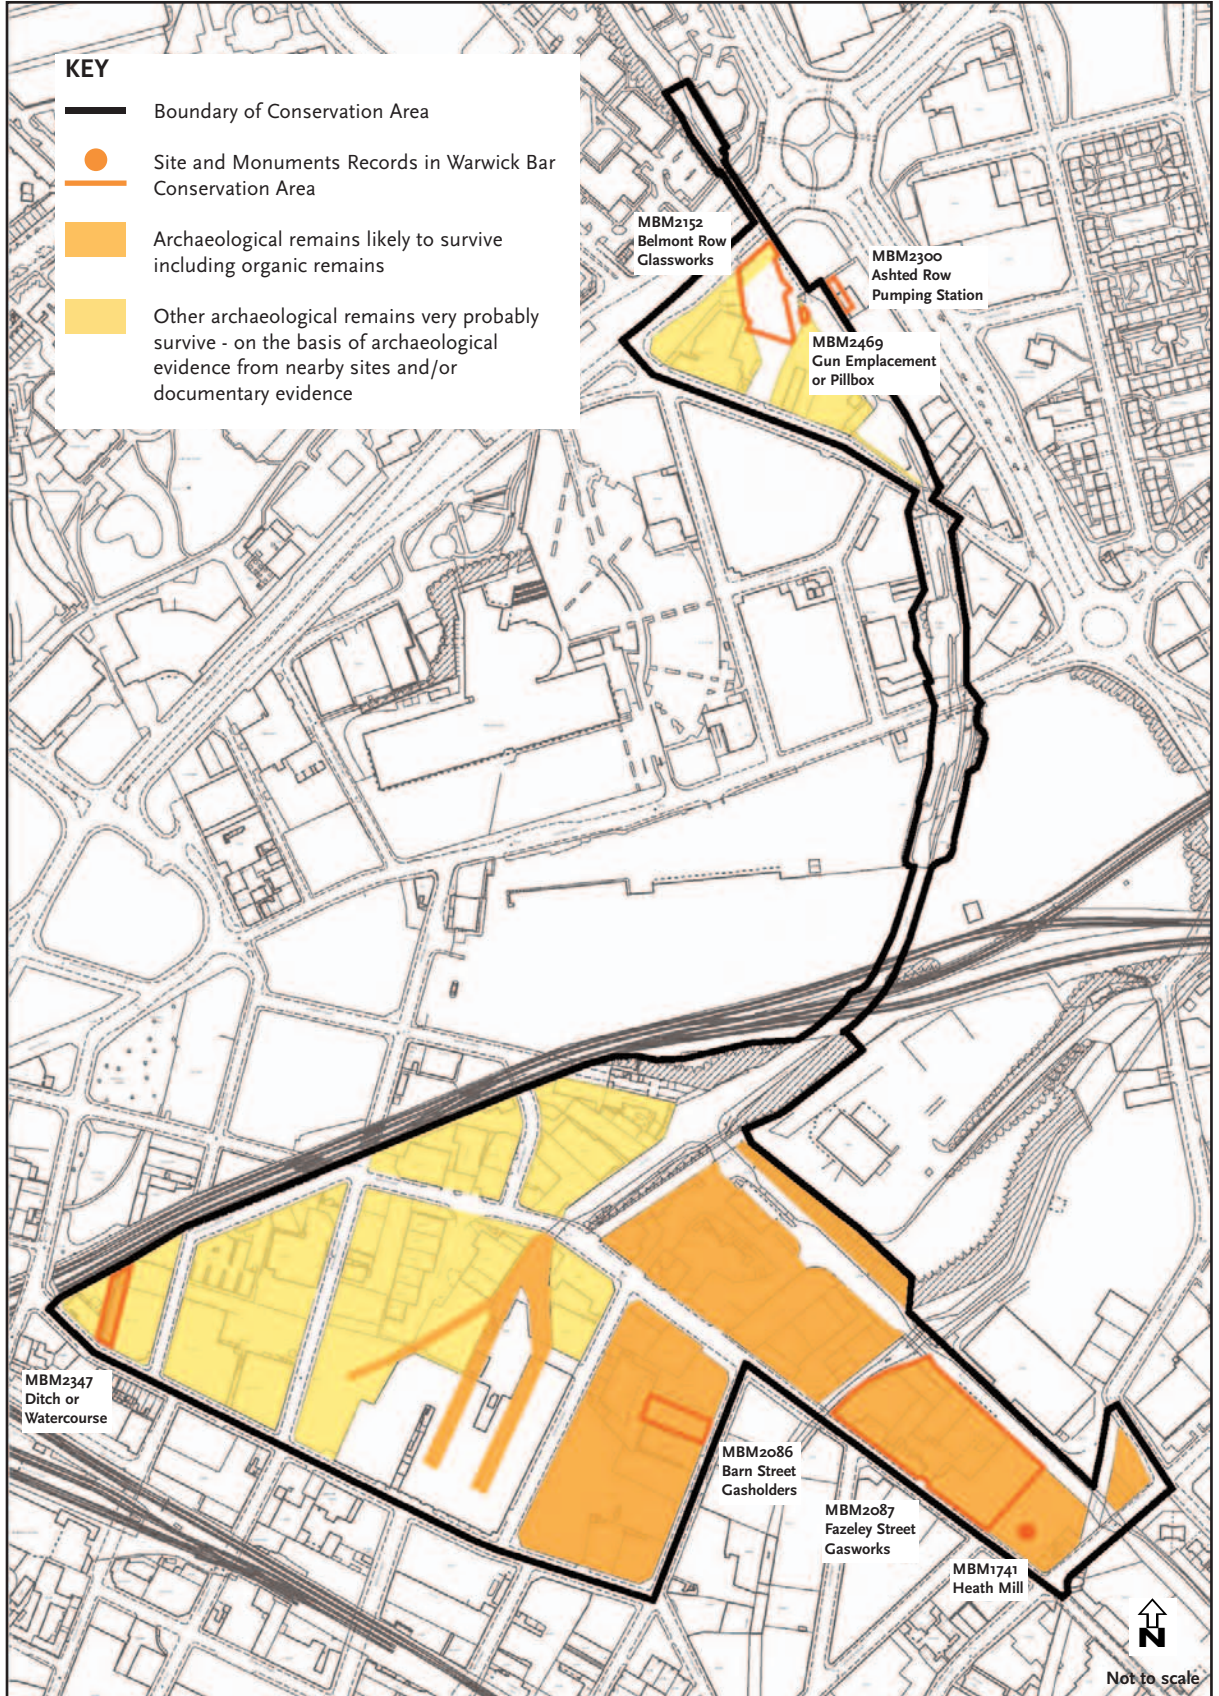 KEY
Boundary of Conservation Area
Site and Monuments Records in Warwick Bar
Conservation Area
Archaeological remains likely to survive
including organic remains
Other archaeological remains very probably
survive - on the basis of archaeological
evidence from nearby sites and/or
documentary evidence
MBM2152
Belmont Row
Glassworks
MBM2300
Ashted Row
Pumping Station
MBM2469
Gun Emplacement
or Pillbox
MBM2347
Ditch or
Watercourse
MBM2086
Barn Street
Gasholders
MBM2087
Fazeley Street
Gasworks
MBM1741
Heath Mill
N
Not to scale